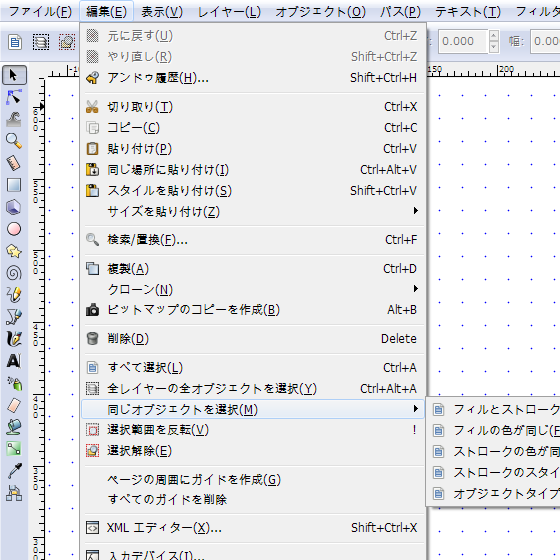 ファイル(F) 編集(E) 表示(V) レイヤー(L) オブジェクト(O) パス(P) テキスト(T) フィルタ
元に戻す(U) Ctrl+Z
やり直し(R) Shift+Ctrl+Z
アンドゥ履歴(H)... Shift+Ctrl+H
0.000 幅: 0.00
150 200
切り取り(T) Ctrl+X
コピー(C) Ctrl+C
貼り付け(P) Ctrl+V
同じ場所に貼り付け(I) Ctrl+Alt+V
スタイルを貼り付け(S) Shift+Ctrl+V
サイズを貼り付け(Z)
検索/置換(F)... Ctrl+F
複製(A) Ctrl+D
クローン(N)
ビットマップのコピーを作成(B) Alt+B
削除(D) Delete
すべて選択(L) Ctrl+A
全レイヤーの全オブジェクトを選択(Y) Ctrl+Alt+A
同じオブジェクトを選択(M)
フィルとストローク
選択範囲を反転(V) !
フィルの色が同じ(F
選択解除(E)
ストロークの色が同
ストロークのスタイ
ページの周囲にガイドを作成(G)
オブジェクトタイプ
すべてのガイドを削除
XML エディター(X)... Shift+Ctrl+X
入力デバイス(I)...